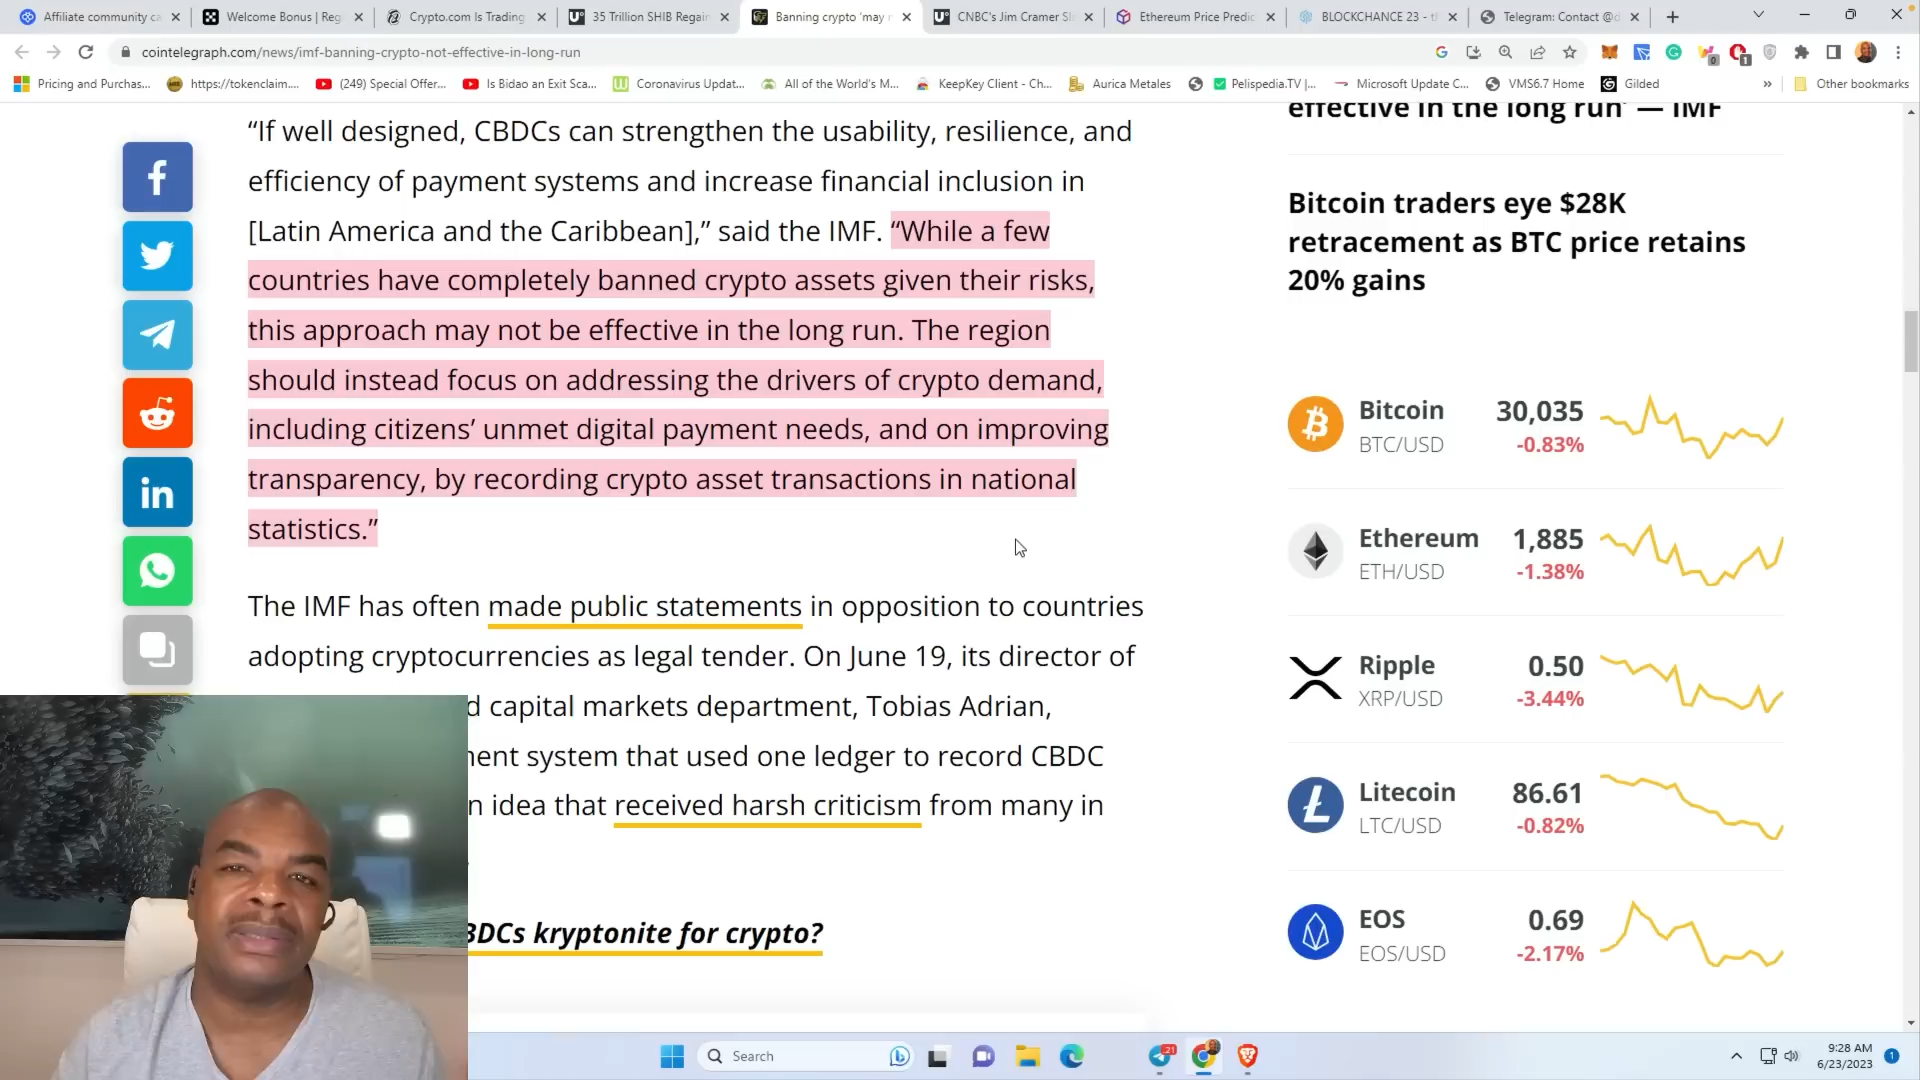 Affiliate community ca
Welcome Bonus | Reg
Crypto.com Is Trading
35 Trillion SHIB Regain
Banning crypto 'may n
CNBC's Jim Cramer Sl
Ethereum Price Predic
BLOCKCHANCE 23 - th
Telegram: Contact @d
cointelegraph.com/news/imf-banning-crypto-not-effective-in-long-run
Pricing and Purchas...
https://tokenclaim....
(249) Special Offer...
Is Bidao an Exit Sca...
Coronavirus Updat...
All of the World's M...
KeepKey Client - Ch...
Aurica Metales
Pelispedia.TV |...
Microsoft Update C...
VMS6.7 Home
Gilded
Other bookmarks
“If well designed, CBDCs can strengthen the usability, resilience, and
efficiency of payment systems and increase financial inclusion in
[Latin America and the Caribbean],” said the IMF. “While a few
countries have completely banned crypto assets given their risks,
this approach may not be effective in the long run. The region
should instead focus on addressing the drivers of crypto demand,
including citizens’ unmet digital payment needs, and on improving
transparency, by recording crypto asset transactions in national
statistics.”
The IMF has often made public statements in opposition to countries
adopting cryptocurrencies as legal tender. On June 19, its director of
d capital markets department, Tobias Adrian,
ent system that used one ledger to record CBDC
n idea that received harsh criticism from many in
BDCs kryptonite for crypto?
effective in the long run’ — IMF
Bitcoin traders eye $28K
retracement as BTC price retains
20% gains
Bitcoin 30,035
BTC/USD -0.83%
Ethereum 1,885
ETH/USD -1.38%
Ripple 0.50
XRP/USD -3.44%
Litecoin 86.61
LTC/USD -0.82%
EOS 0.69
EOS/USD -2.17%
Search
21
9:28 AM
6/23/2023
1